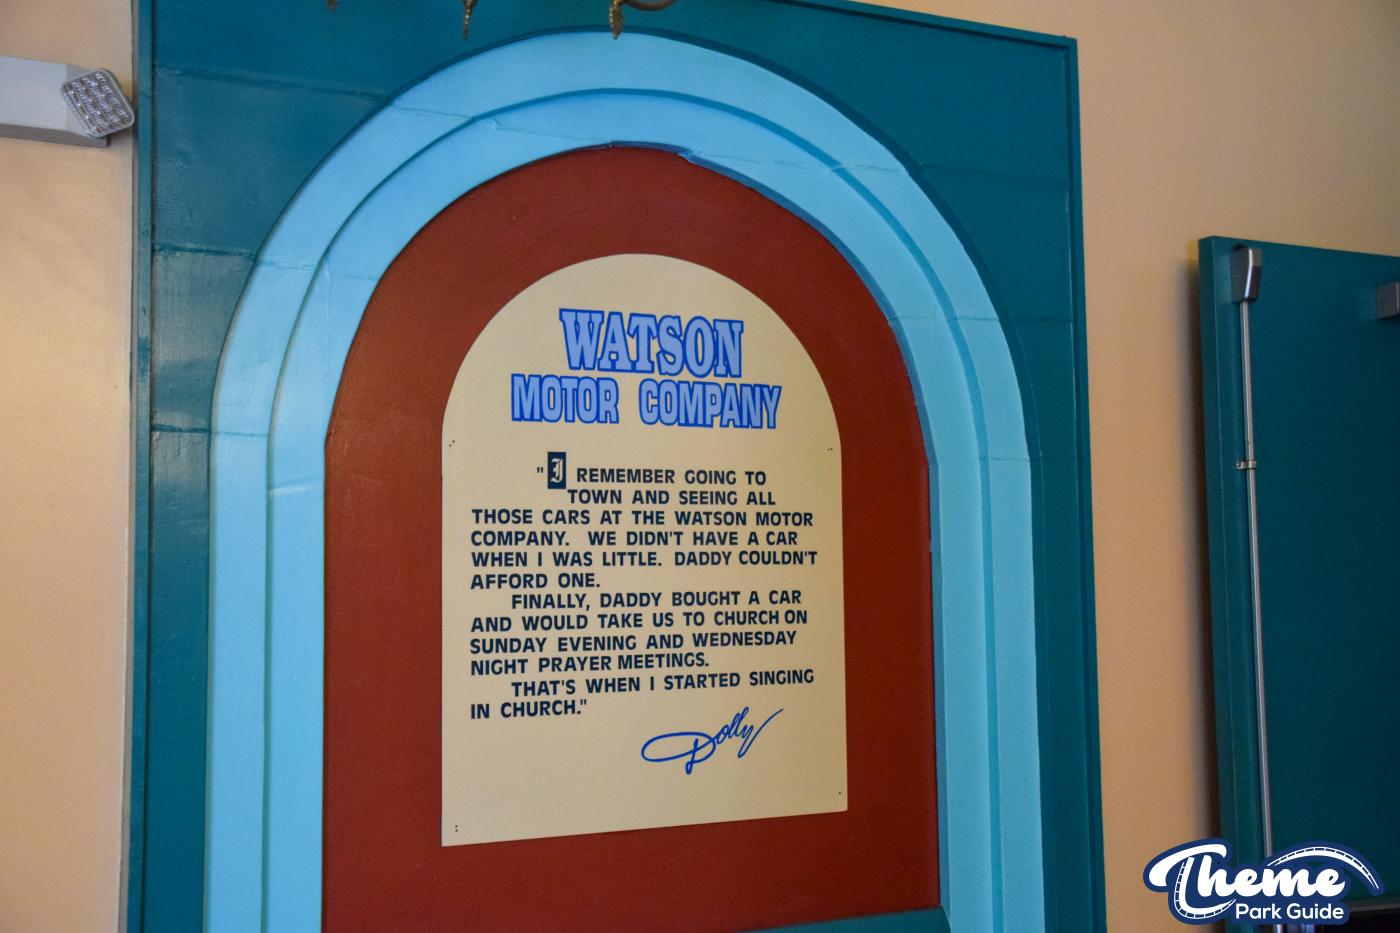 WATSON
MOTOR COMPANY
"I REMEMBER GOING TO
TOWN AND SEEING ALL
THOSE CARS AT THE WATSON MOTOR
COMPANY. WE DIDN'T HAVE A CAR
WHEN I WAS LITTLE. DADDY COULDN'T
AFFORD ONE.
FINALLY, DADDY BOUGHT A CAR
AND WOULD TAKE US TO CHURCH ON
SUNDAY EVENING AND WEDNESDAY
NIGHT PRAYER MEETINGS.
THAT'S WHEN I STARTED SINGING
IN CHURCH."
Dolly
Theme
Park Guide